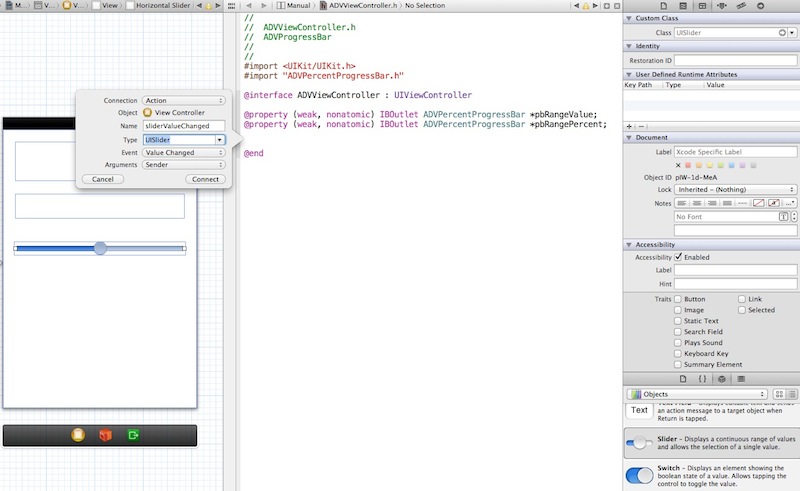 M...
V...
View
Horizontal Slider
Manual
ADVViewController.h
No Selection
Connection
Action
Object
View Controller
Name
sliderValueChanged
Type
UISlider
Event
Value Changed
Arguments
Sender
Cancel
Connect
//
// ADVViewController.h
// ADVProgressBar
//
//
#import <UIKit/UIKit.h>
#import "ADVPercentProgressBar.h"
@interface ADVViewController : UIViewController
@property (weak, nonatomic) IBOutlet ADVPercentProgressBar *pbRangeValue;
@property (weak, nonatomic) IBOutlet ADVPercentProgressBar *pbRangePercent;
@end
Custom Class
Class
UISlider
Identity
Restoration ID
User Defined Runtime Attributes
Key Path Type Value
Document
Label
Xcode Specific Label
Object ID
pIW-1d-MeA
Lock
Inherited - (Nothing)
Notes
No Font
Accessibility
Accessibility
Enabled
Label
Hint
Traits
Button
Link
Image
Selected
Static Text
Search Field
Plays Sound
Keyboard Key
Summary Element
Objects
Text
an action message to a target object when
Return is tapped.
Slider - Displays a continuous range of values
and allows the selection of a single value.
Switch - Displays an element showing the
boolean state of a value. Allows tapping the
control to toggle the value.